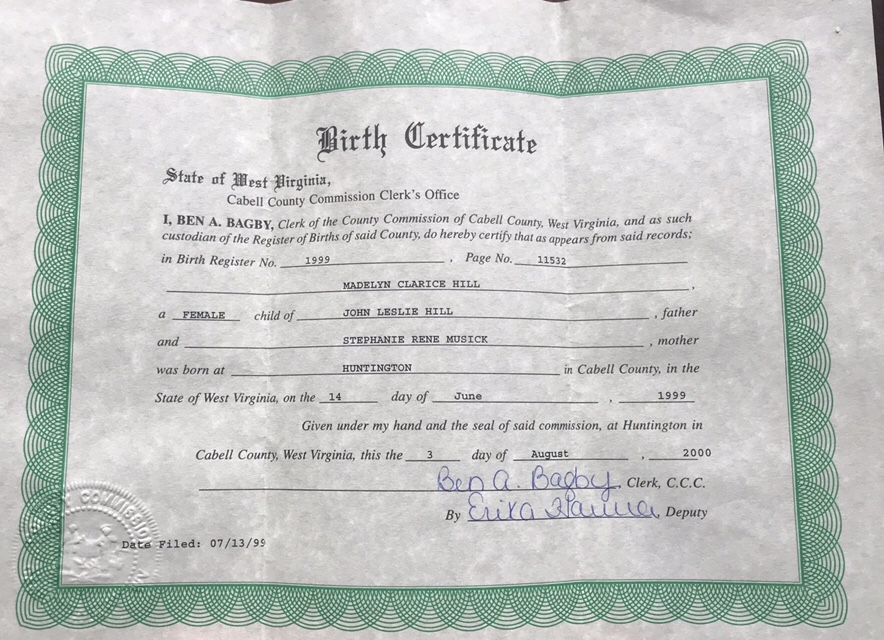 Birth Certificate
State of West Virginia,
Cabell County Commission Clerk's Office
I, BEN A. BAGBY, Clerk of the County Commission of Cabell County, West Virginia, and as such
custodian of the Register of Births of said County, do hereby certify that as appears from said records;
in Birth Register No. 1999 , Page No. 11532
MADELYN CLARICE HILL ,
a FEMALE child of JOHN LESLIE HILL , father
and STEPHANIE RENE MUSICK , mother
was born at HUNTINGTON in Cabell County, in the
State of West Virginia, on the 14 day of June , 1999
Given under my hand and the seal of said commission, at Huntington in
Cabell County, West Virginia, this the 3 day of August , 2000
Ben A. Bagby, Clerk, C.C.C.
By Erika , Deputy
COMMISSION
Date Filed: 07/13/99